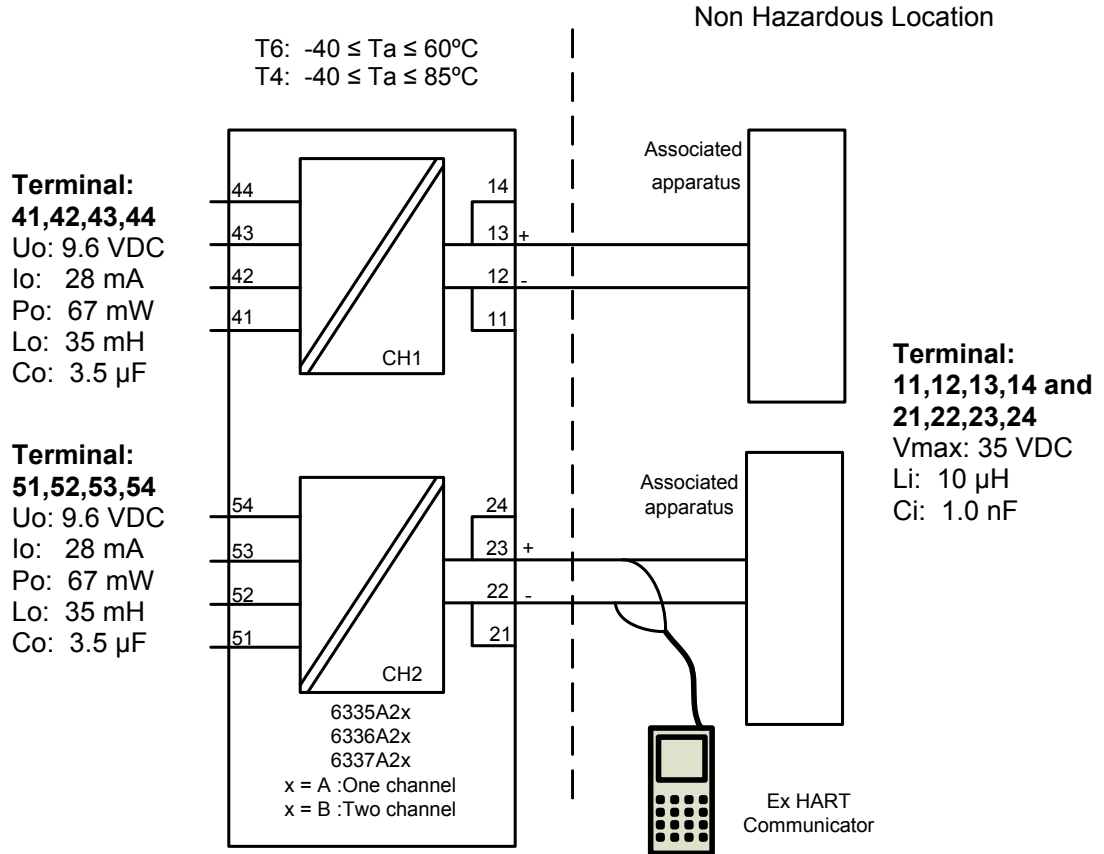 Non Hazardous Location
T6: -40 ≤ Ta ≤ 60ºC
T4: -40 ≤ Ta ≤ 85ºC
Terminal:
41,42,43,44
Uo: 9.6 VDC
Io: 28 mA
Po: 67 mW
Lo: 35 mH
Co: 3.5 µF
44
43
42
41
CH1
14
13 +
12 -
11
Associated
apparatus
Terminal:
11,12,13,14 and
21,22,23,24
Vmax: 35 VDC
Li: 10 µH
Ci: 1.0 nF
Terminal:
51,52,53,54
Uo: 9.6 VDC
Io: 28 mA
Po: 67 mW
Lo: 35 mH
Co: 3.5 µF
54
53
52
51
CH2
24
23 +
22 -
21
Associated
apparatus
6335A2x
6336A2x
6337A2x
x = A :One channel
x = B :Two channel
Ex HART
Communicator